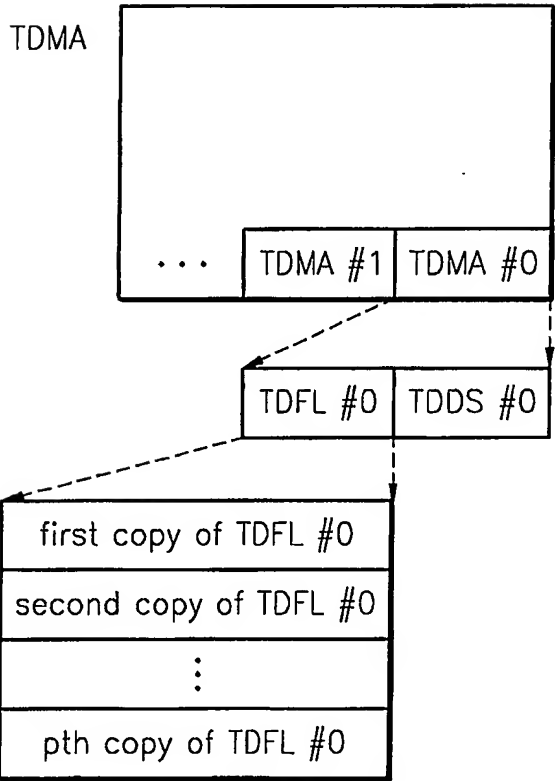 TDMA
... TDMA #1 TDMA #0
TDFL #0 TDDS #0
first copy of TDFL #0
second copy of TDFL #0
⋮
pth copy of TDFL #0